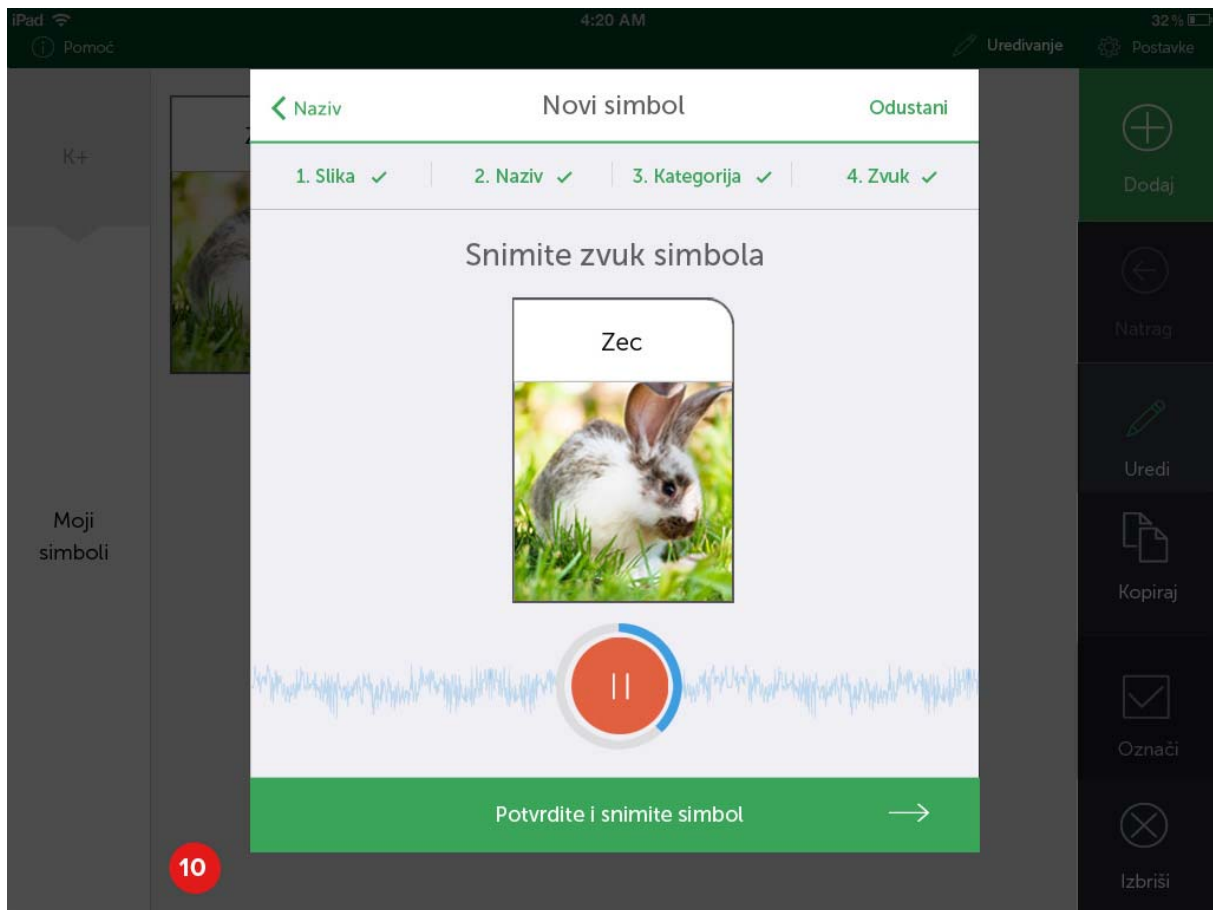 iPad 4:20 AM 32 %
Pomoć Uređivanje Postavke
Naziv Novi simbol Odustani
1. Slika 2. Naziv 3. Kategorija 4. Zvuk
K+
Dodaj
Snimite zvuk simbola
Zec
Natrag
Uredi
Moji
simboli
Kopiraj
Označi
Potvrdite i snimite simbol
10
Izbriši